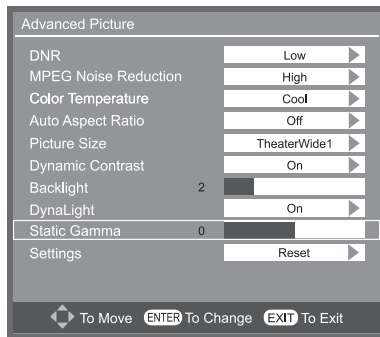 Advanced Picture
DNR Low
MPEG Noise Reduction High
Color Temperature Cool
Auto Aspect Ratio Off
Picture Size TheaterWide1
Dynamic Contrast On
Backlight 2
DynaLight On
Static Gamma 0
Settings Reset
To Move ENTER To Change EXIT To Exit